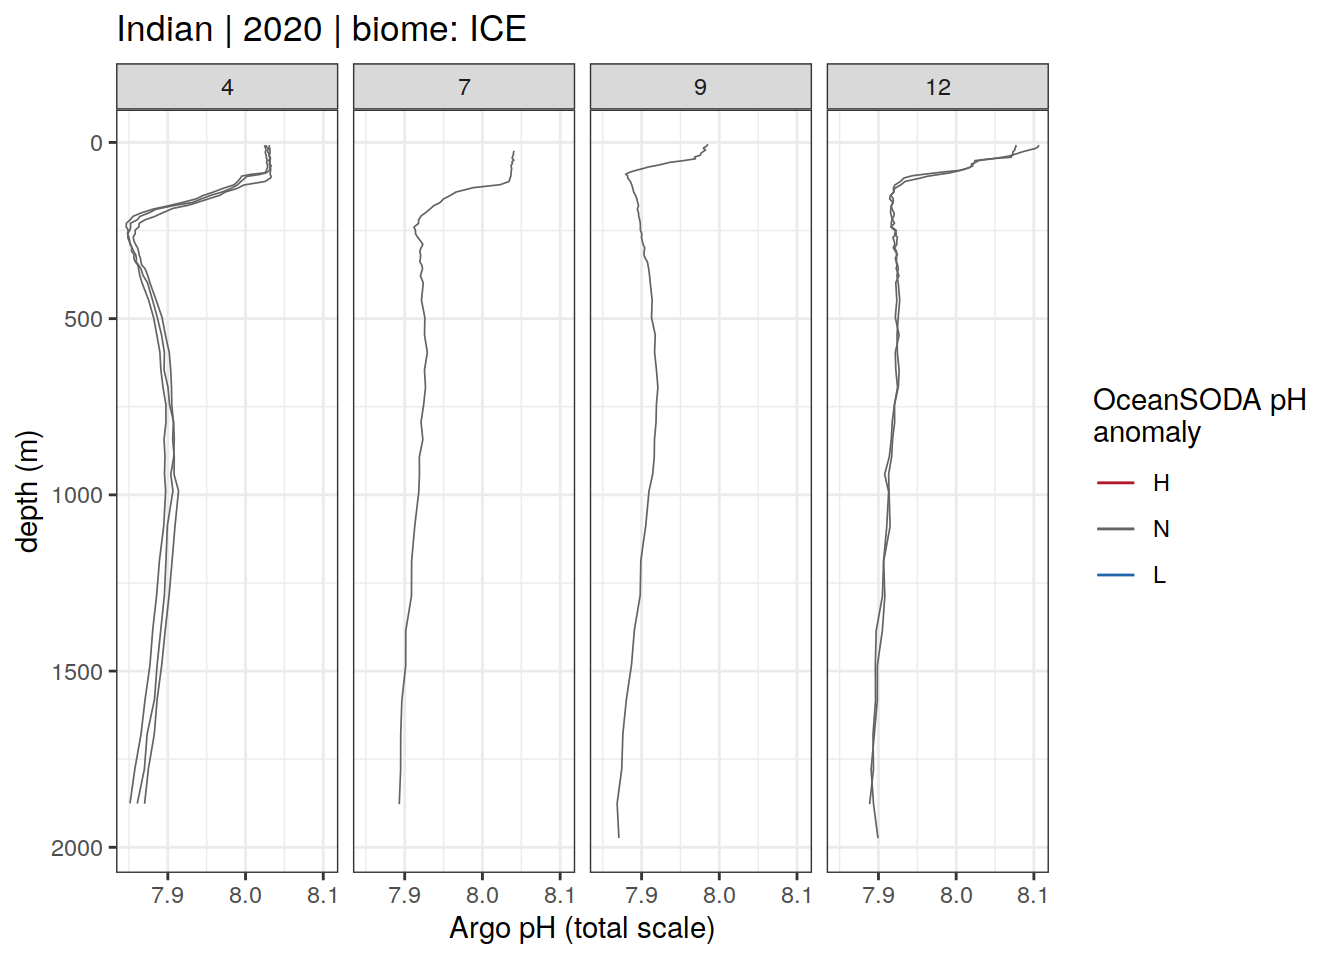 Indian | 2020 | biome: ICE
4 7 9 12
0
500
1000
1500
2000
depth (m)
7.9 8.0 8.1 7.9 8.0 8.1 7.9 8.0 8.1 7.9 8.0 8.1
Argo pH (total scale)
OceanSODA pH
anomaly
H
N
L